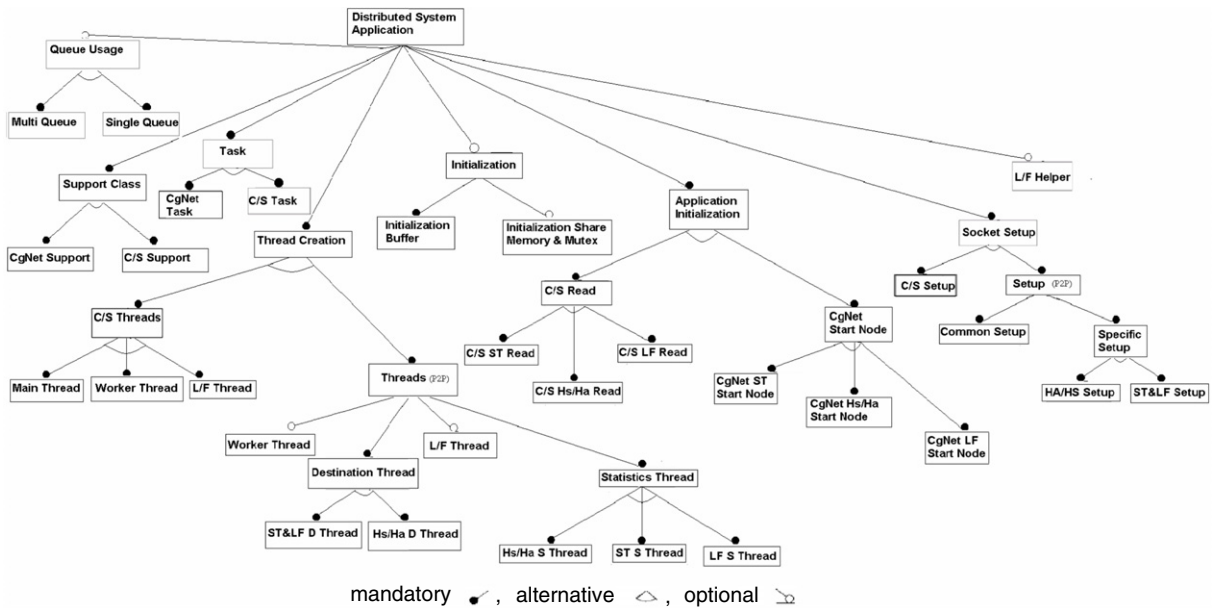 Distributed System
Application
Queue Usage
Multi Queue
Single Queue
Task
CgNet
Task
C/S Task
Support Class
CgNet Support
C/S Support
Initialization
Initialization
Buffer
Initialization Share
Memory & Mutex
L/F Helper
Application
Initialization
Socket Setup
C/S Setup
Setup (P2P)
Common Setup
Specific
Setup
HA/HS Setup
ST&LF Setup
Thread Creation
C/S Threads
Main Thread
Worker Thread
L/F Thread
Threads (P2P)
Worker Thread
L/F Thread
Destination Thread
ST&LF D Thread
Hs/Ha D Thread
Statistics Thread
Hs/Ha S Thread
ST S Thread
LF S Thread
C/S Read
C/S ST Read
C/S LF Read
C/S Hs/Ha Read
CgNet
Start Node
CgNet ST
Start Node
CgNet Hs/Ha
Start Node
CgNet LF
Start Node
mandatory , alternative , optional